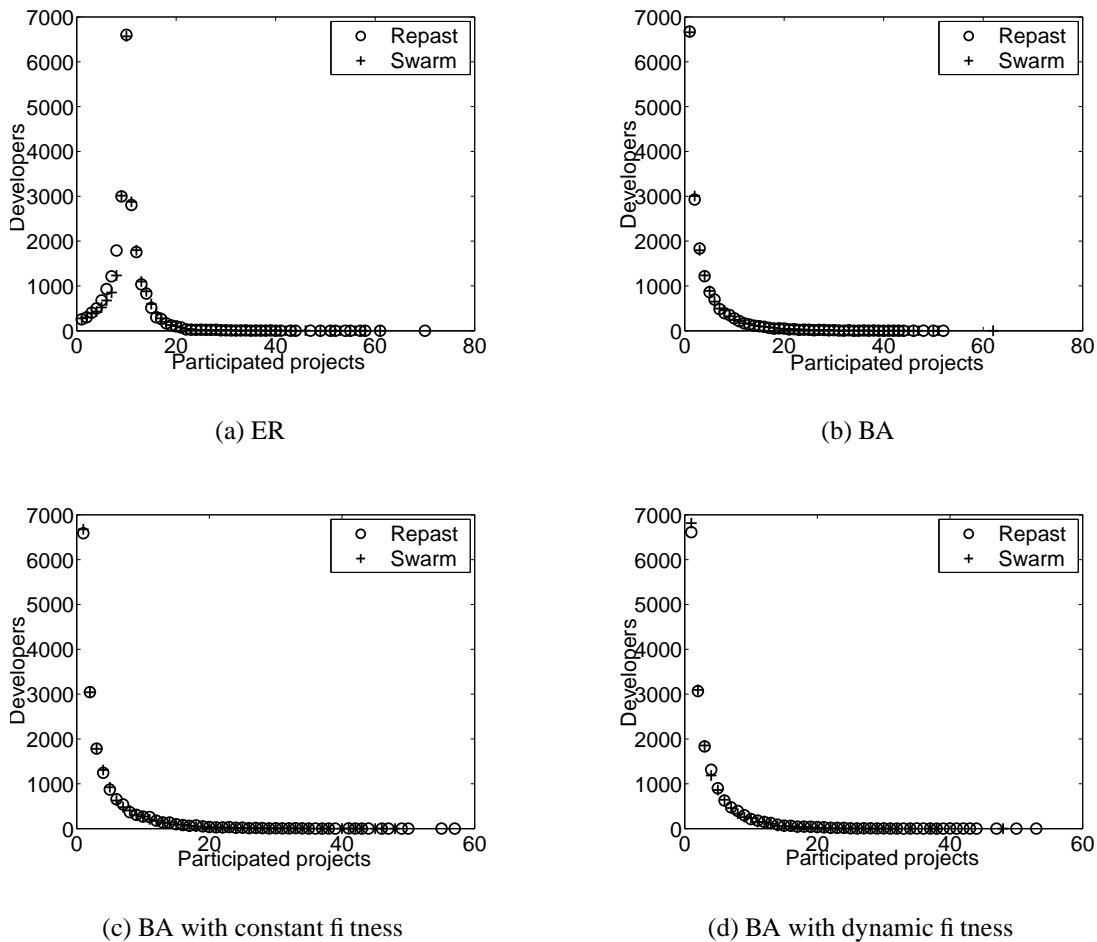 7000
6000
5000
4000
3000
2000
1000
0
0 20 40 60 80
Developers
Participated projects
Repast
Swarm
(a) ER
7000
6000
5000
4000
3000
2000
1000
0
0 20 40 60 80
Developers
Participated projects
Repast
Swarm
(b) BA
7000
6000
5000
4000
3000
2000
1000
0
0 20 40 60
Developers
Participated projects
Repast
Swarm
(c) BA with constant fi tness
7000
6000
5000
4000
3000
2000
1000
0
0 20 40 60
Developers
Participated projects
Repast
Swarm
(d) BA with dynamic fi tness